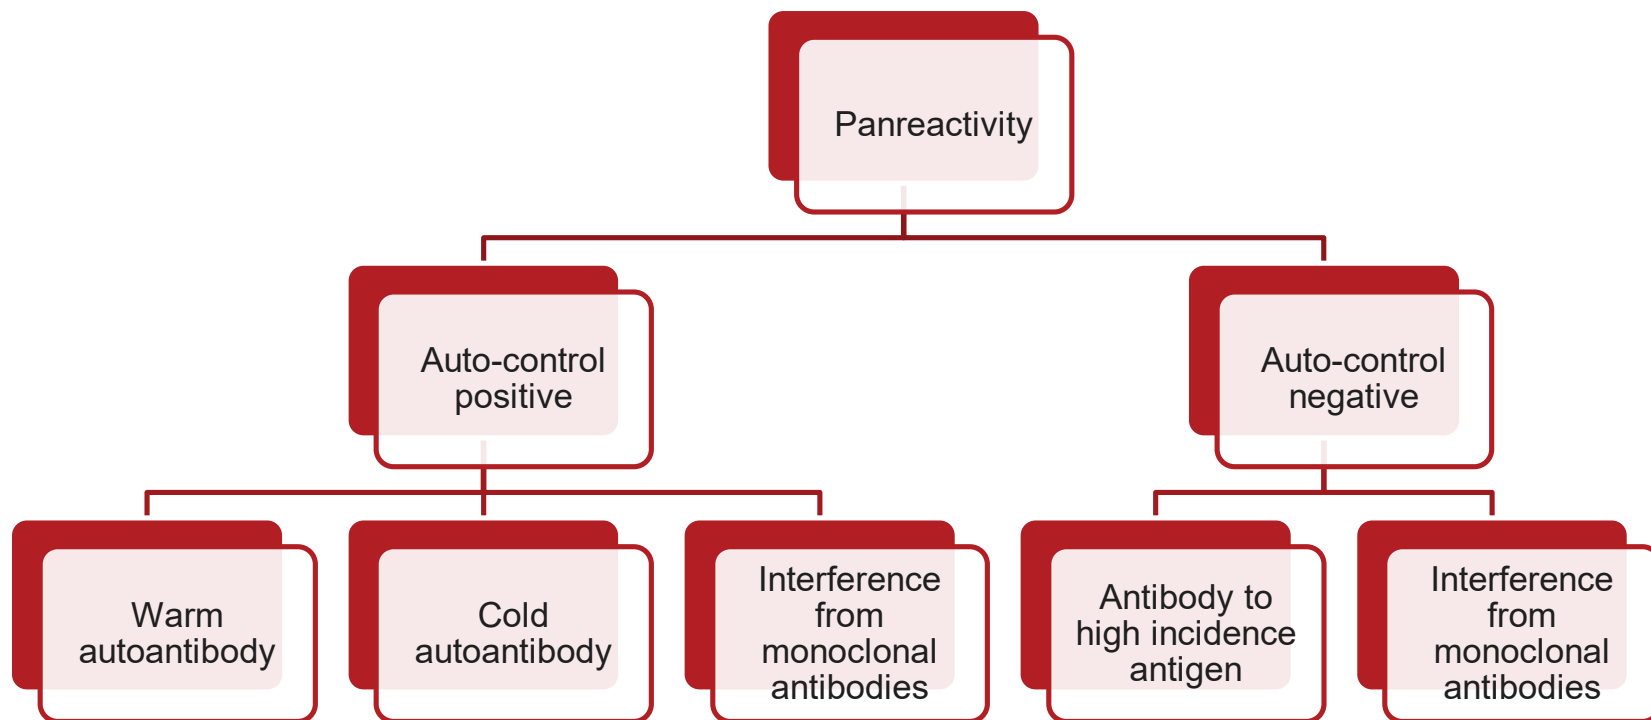 Panreactivity
Auto-control
positive
Auto-control
negative
Warm
autoantibody
Cold
autoantibody
Interference
from
monoclonal
antibodies
Antibody to
high incidence
antigen
Interference
from
monoclonal
antibodies